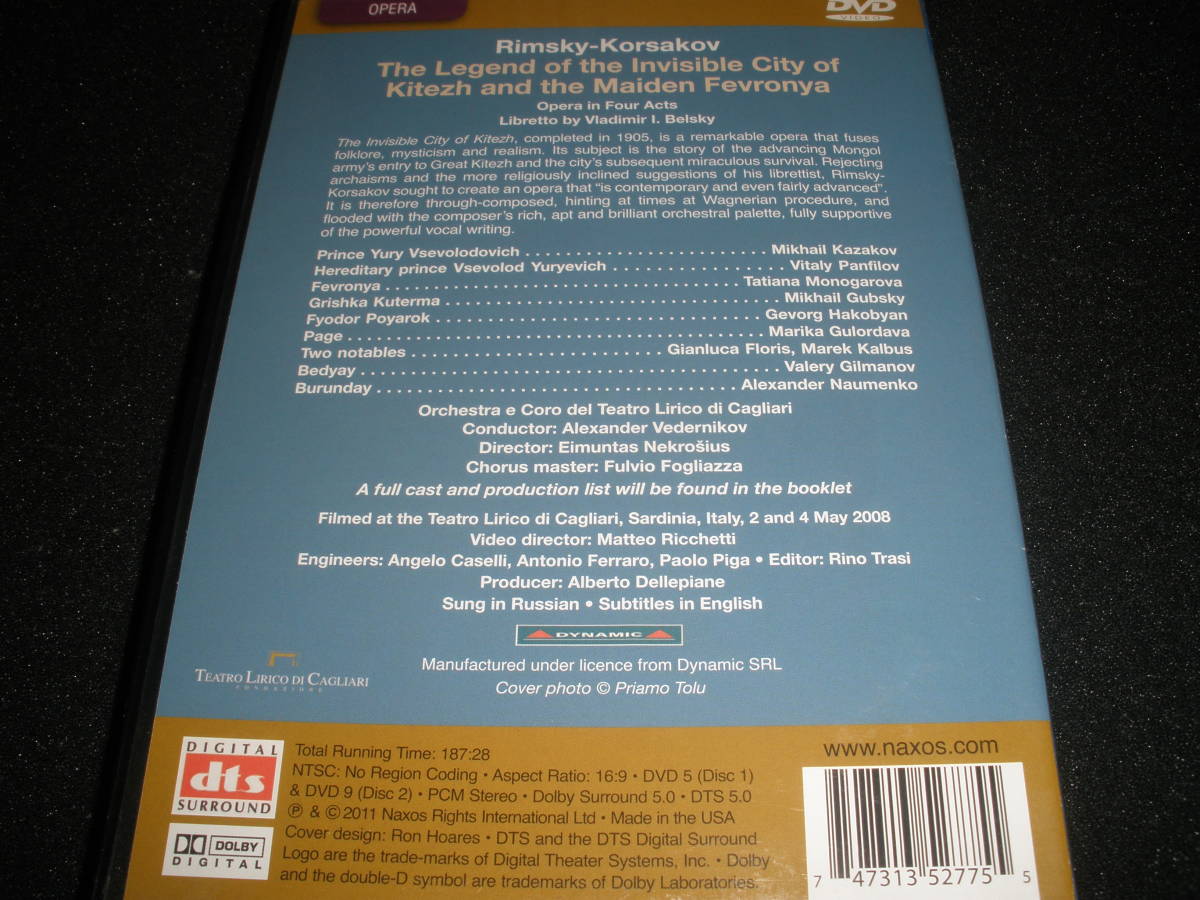 OPERA
DVD
VIDEO
Rimsky-Korsakov
The Legend of the Invisible City of
Kitezh and the Maiden Fevronya
Opera in Four Acts
Libretto by Vladimir I. Belsky
The Invisible City of Kitezh, completed in 1905, is a remarkable opera that fuses
folklore, mysticism and realism. Its subject is the story of the advancing Mongol
army's entry to Great Kitezh and the city's subsequent miraculous survival. Rejecting
archaisms and the more religiously inclined suggestions of his librettist, Rimsky-
Korsakov sought to create an opera that "is contemporary and even fairly advanced".
It is therefore through-composed, hinting at times at Wagnerian procedure, and
flooded with the composer's rich, apt and brilliant orchestral palette, fully supportive
of the powerful vocal writing.
Prince Yury Vsevolodovich . . . . . . . . . . . . . . . . . . . . . . . . . . . Mikhail Kazakov
Hereditary prince Vsevolod Yuryevich . . . . . . . . . . . . . . . . . Vitaly Panfilov
Fevronya . . . . . . . . . . . . . . . . . . . . . . . . . . . . . . . . . . . . . Tatiana Monogarova
Grishka Kuterma . . . . . . . . . . . . . . . . . . . . . . . . . . . . . . . . . Mikhail Gubsky
Fyodor Poyarok . . . . . . . . . . . . . . . . . . . . . . . . . . . . . . . . Gevorg Hakobyan
Page . . . . . . . . . . . . . . . . . . . . . . . . . . . . . . . . . . . . . . . . . Marika Gulordava
Two notables . . . . . . . . . . . . . . . . . . . . . . . . Gianluca Floris, Marek Kalbus
Bedyay . . . . . . . . . . . . . . . . . . . . . . . . . . . . . . . . . . . . . . . . Valery Gilmanov
Burunday . . . . . . . . . . . . . . . . . . . . . . . . . . . . . . . . . . . Alexander Naumenko
Orchestra e Coro del Teatro Lirico di Cagliari
Conductor: Alexander Vedernikov
Director: Eimuntas Nekrošius
Chorus master: Fulvio Fogliazza
A full cast and production list will be found in the booklet
Filmed at the Teatro Lirico di Cagliari, Sardinia, Italy, 2 and 4 May 2008
Video director: Matteo Ricchetti
Engineers: Angelo Caselli, Antonio Ferraro, Paolo Piga • Editor: Rino Trasi
Producer: Alberto Dellepiane
Sung in Russian • Subtitles in English
DYNAMIC
Manufactured under licence from Dynamic SRL
Cover photo © Priamo Tolu
TEATRO LIRICO DI CAGLIARI
FONDAZIONE
DIGITAL
dts
SURROUND
DOLBY
DIGITAL
Total Running Time: 187:28
NTSC: No Region Coding • Aspect Ratio: 16:9 • DVD 5 (Disc 1)
& DVD 9 (Disc 2) • PCM Stereo • Dolby Surround 5.0 • DTS 5.0
℗ & © 2011 Naxos Rights International Ltd • Made in the USA
Cover design: Ron Hoares • DTS and the DTS Digital Surround
Logo are the trade-marks of Digital Theater Systems, Inc. • Dolby
and the double-D symbol are trademarks of Dolby Laboratories.
www.naxos.com
7 47313 52775 5